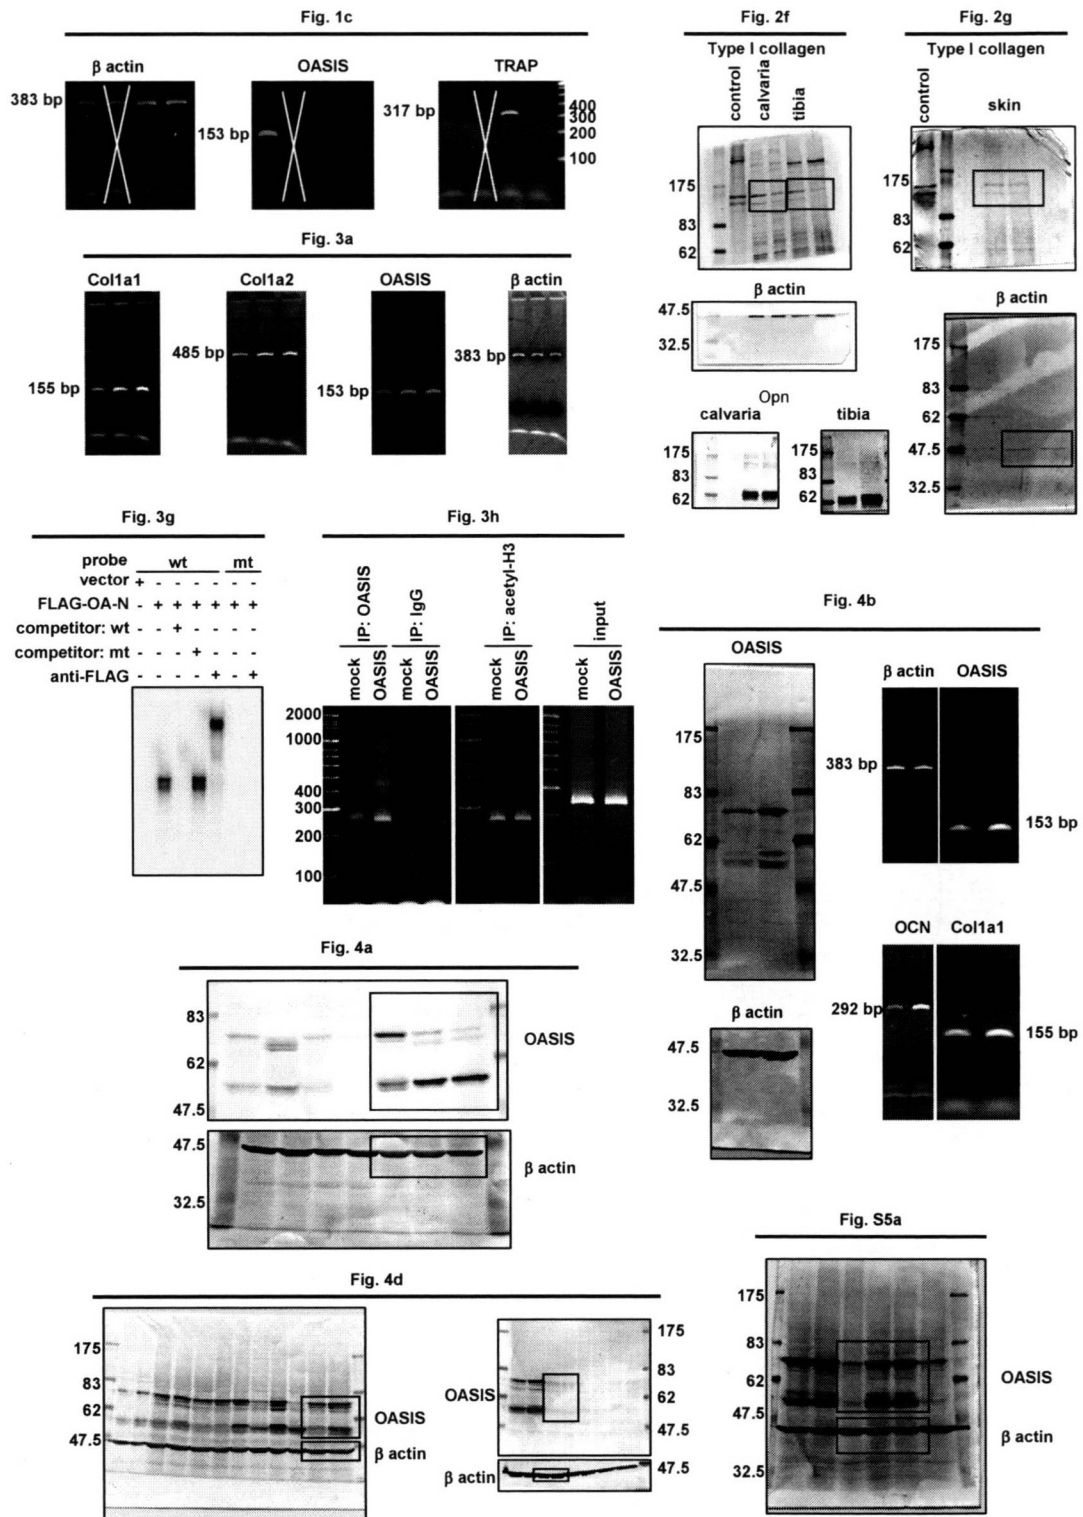 Fig. 1c
β actin
OASIS
TRAP
383 bp
153 bp
317 bp
400
300
200
100
Fig. 2f
Type I collagen
control
calvaria
tibia
175
83
62
β actin
47.5
32.5
Opn
calvaria
tibia
175
83
62
175
83
62
Fig. 2g
Type I collagen
control
skin
175
83
62
β actin
175
83
62
47.5
32.5
Fig. 3a
Col1a1
Col1a2
OASIS
β actin
155 bp
485 bp
153 bp
383 bp
Fig. 3g
probe wt mt
vector + - - - - - -
FLAG-OA-N - + + + + + +
competitor: wt - - + - - - -
competitor: mt - - - + - - -
anti-FLAG - - - - + - +
Fig. 3h
IP: OASIS
IP: IgG
IP: acetyl-H3
input
mock
OASIS
mock
OASIS
mock
OASIS
mock
OASIS
2000
1000
400
300
200
100
Fig. 4b
OASIS
175
83
62
47.5
32.5
β actin
47.5
32.5
β actin
OASIS
383 bp
153 bp
OCN
Col1a1
292 bp
155 bp
Fig. 4a
83
62
47.5
OASIS
47.5
32.5
β actin
Fig. 4d
175
83
62
47.5
OASIS
β actin
OASIS
β actin
175
83
62
47.5
47.5
Fig. S5a
175
83
62
47.5
32.5
OASIS
β actin